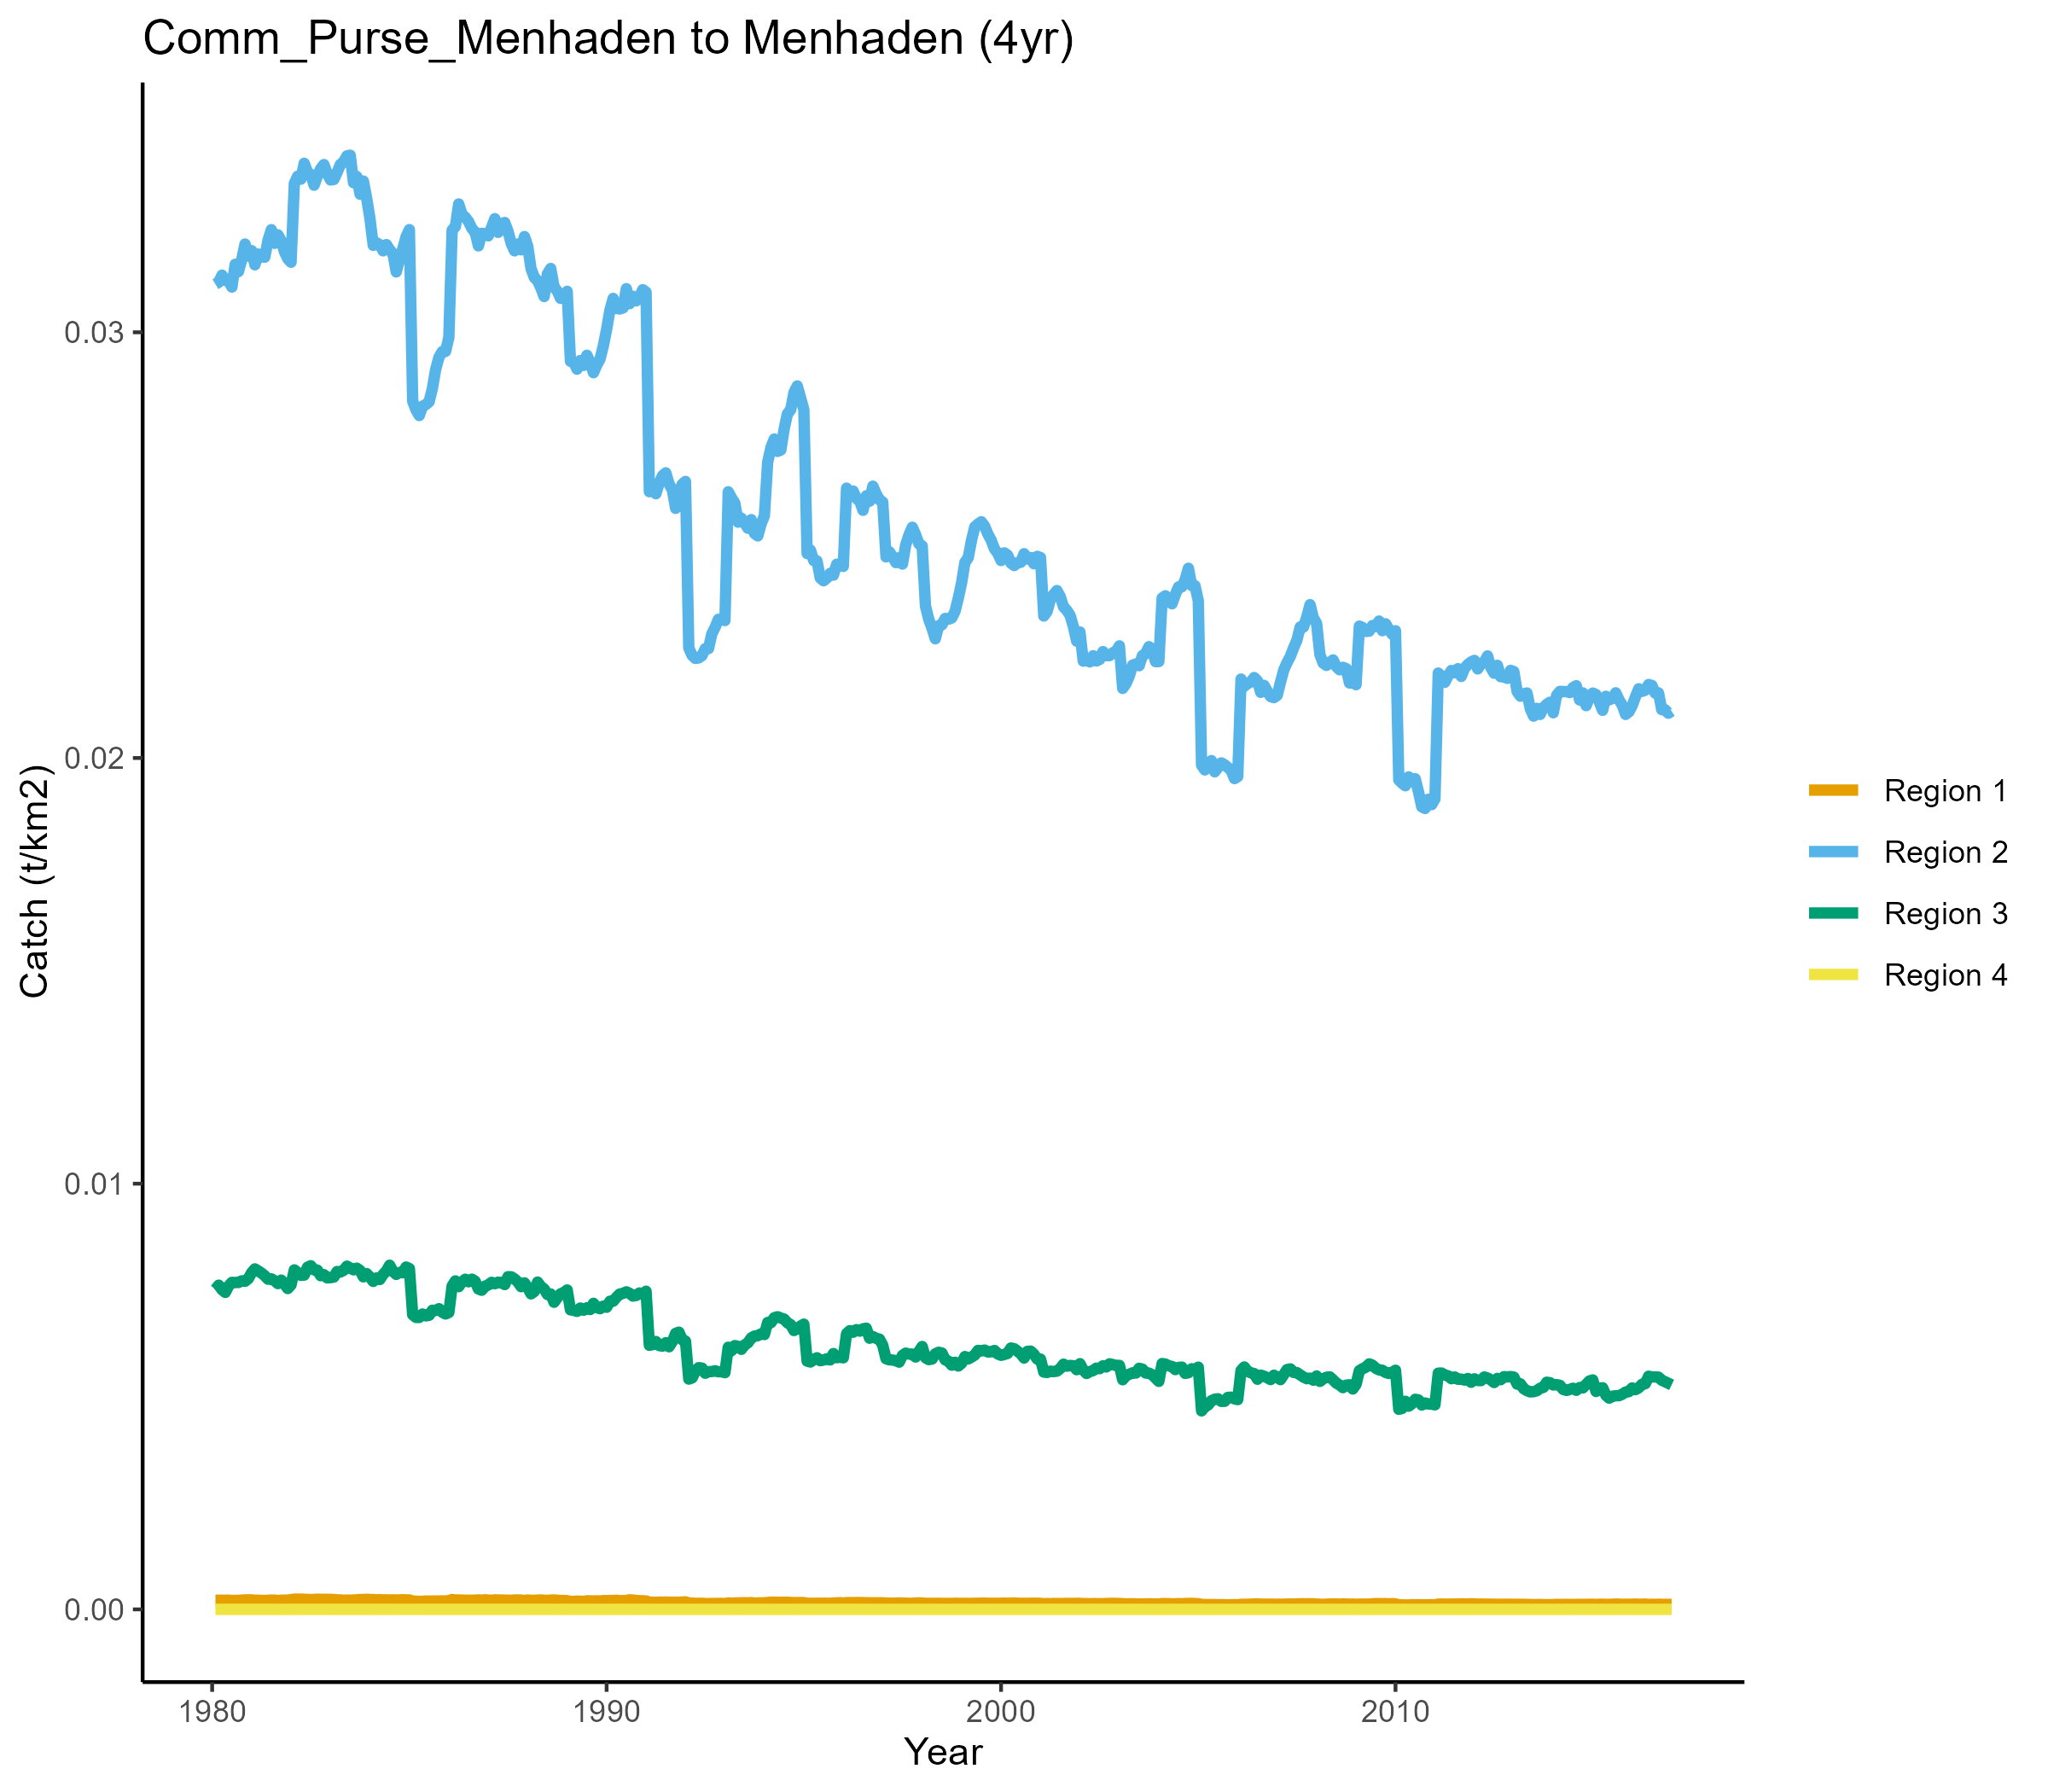 Comm_Purse_Menhaden to Menhaden (4yr)
Catch (t/km2)
0.03
0.02
0.01
0.00
1980
1990
2000
2010
Year
Region 1
Region 2
Region 3
Region 4